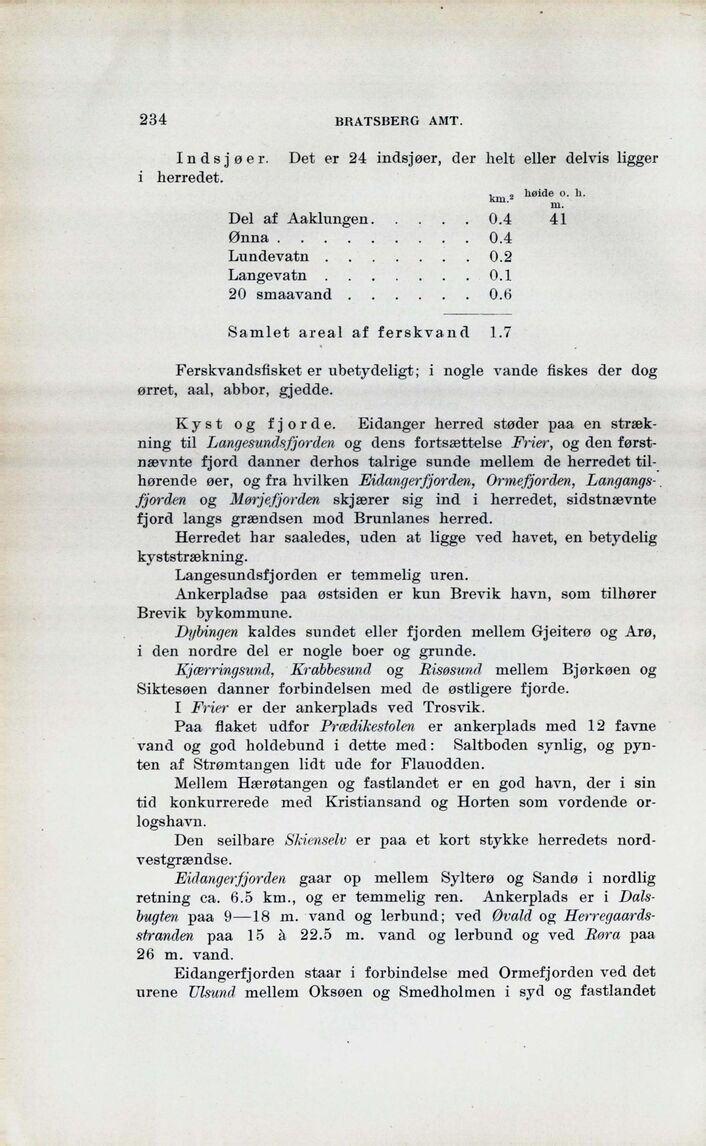 234
BRATSBERG AMT.
Indsjøer. Det er 24 indsjøer, der helt eller delvis ligger
i herredet.
km.² høide o. h.
m.
Del af Aaklungen. . . . . . 0.4 41
Ønna . . . . . . . . . 0.4
Lundevatn . . . . . . . 0.2
Langevatn . . . . . . . 0.1
20 smaavand . . . . . . 0.6
Samlet areal af ferskvand 1.7
Ferskvandsfisket er ubetydeligt; i nogle vande fiskes der dog
ørret, aal, abbor, gjedde.
Kyst og fjorde. Eidanger herred støder paa en stræk-
ning til Langesundsfjorden og dens fortsættelse Frier, og den først-
nævnte fjord danner derhos talrige sunde mellem de herredet til-
hørende øer, og fra hvilken Eidangerfjorden, Ormefjorden, Langangs-
fjorden og Mørjefjorden skjærer sig ind i herredet, sidstnævnte
fjord langs grændsen mod Brunlanes herred.
Herredet har saaledes, uden at ligge ved havet, en betydelig
kyststrækning.
Langesundsfjorden er temmelig uren.
Ankerpladse paa østsiden er kun Brevik havn, som tilhører
Brevik bykommune.
Dybingen kaldes sundet eller fjorden mellem Gjeiterø og Arø,
i den nordre del er nogle boer og grunde.
Kjærringsund, Krabbesund og Risøsund mellem Bjørkøen og
Siktesøen danner forbindelsen med de østligere fjorde.
I Frier er der ankerplads ved Trosvik.
Paa flaket udfor Prædikestolen er ankerplads med 12 favne
vand og god holdebund i dette med: Saltboden synlig, og pyn-
ten af Strømtangen lidt ude for Flauodden.
Mellem Hærøtangen og fastlandet er en god havn, der i sin
tid konkurrerede med Kristiansand og Horten som vordende or-
logshavn.
Den seilbare Skienselv er paa et kort stykke herredets nord-
vestgrændse.
Eidangerfjorden gaar op mellem Sylterø og Sandø i nordlig
retning ca. 6.5 km., og er temmelig ren. Ankerplads er i Dals-
bugten paa 9—18 m. vand og lerbund; ved Øvald og Herregaards-
stranden paa 15 à 22.5 m. vand og lerbund og ved Røra paa
26 m. vand.
Eidangerfjorden staar i forbindelse med Ormefjorden ved det
urene Ulsund mellem Oksøen og Smedholmen i syd og fastlandet